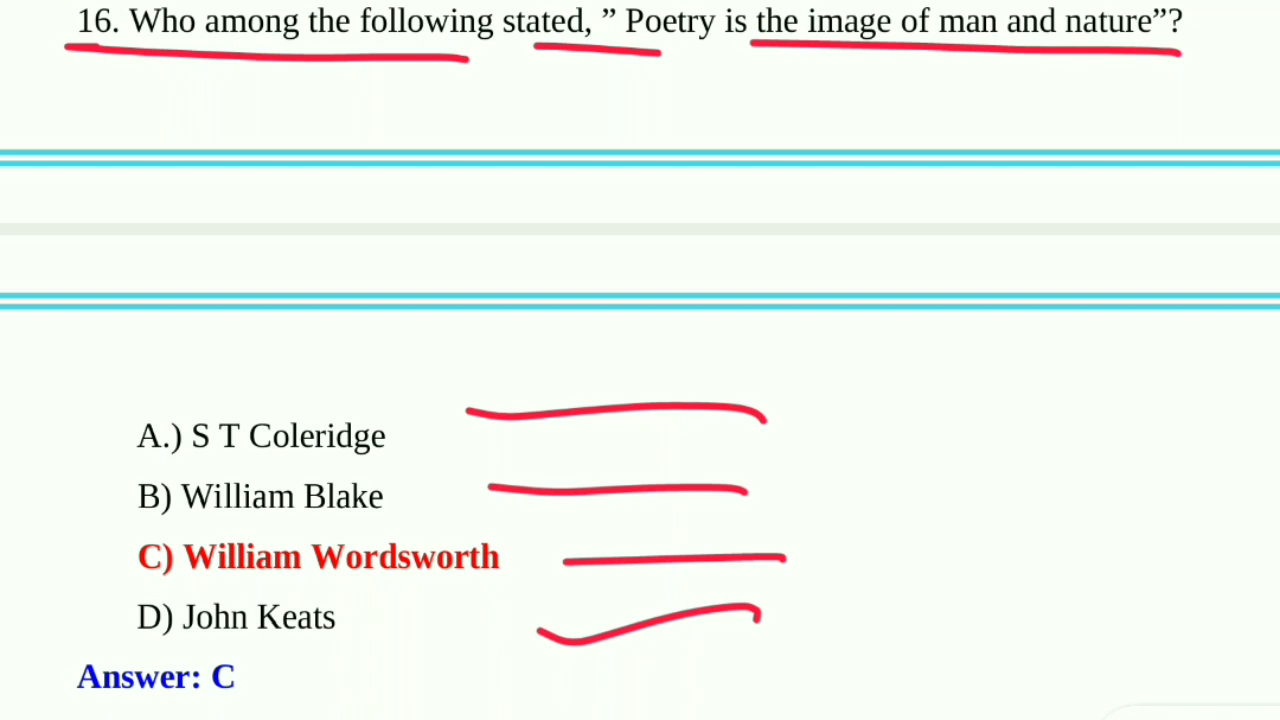 16. Who among the following stated, ” Poetry is the image of man and nature”?
A.) S T Coleridge
B) William Blake
C) William Wordsworth
D) John Keats
Answer: C